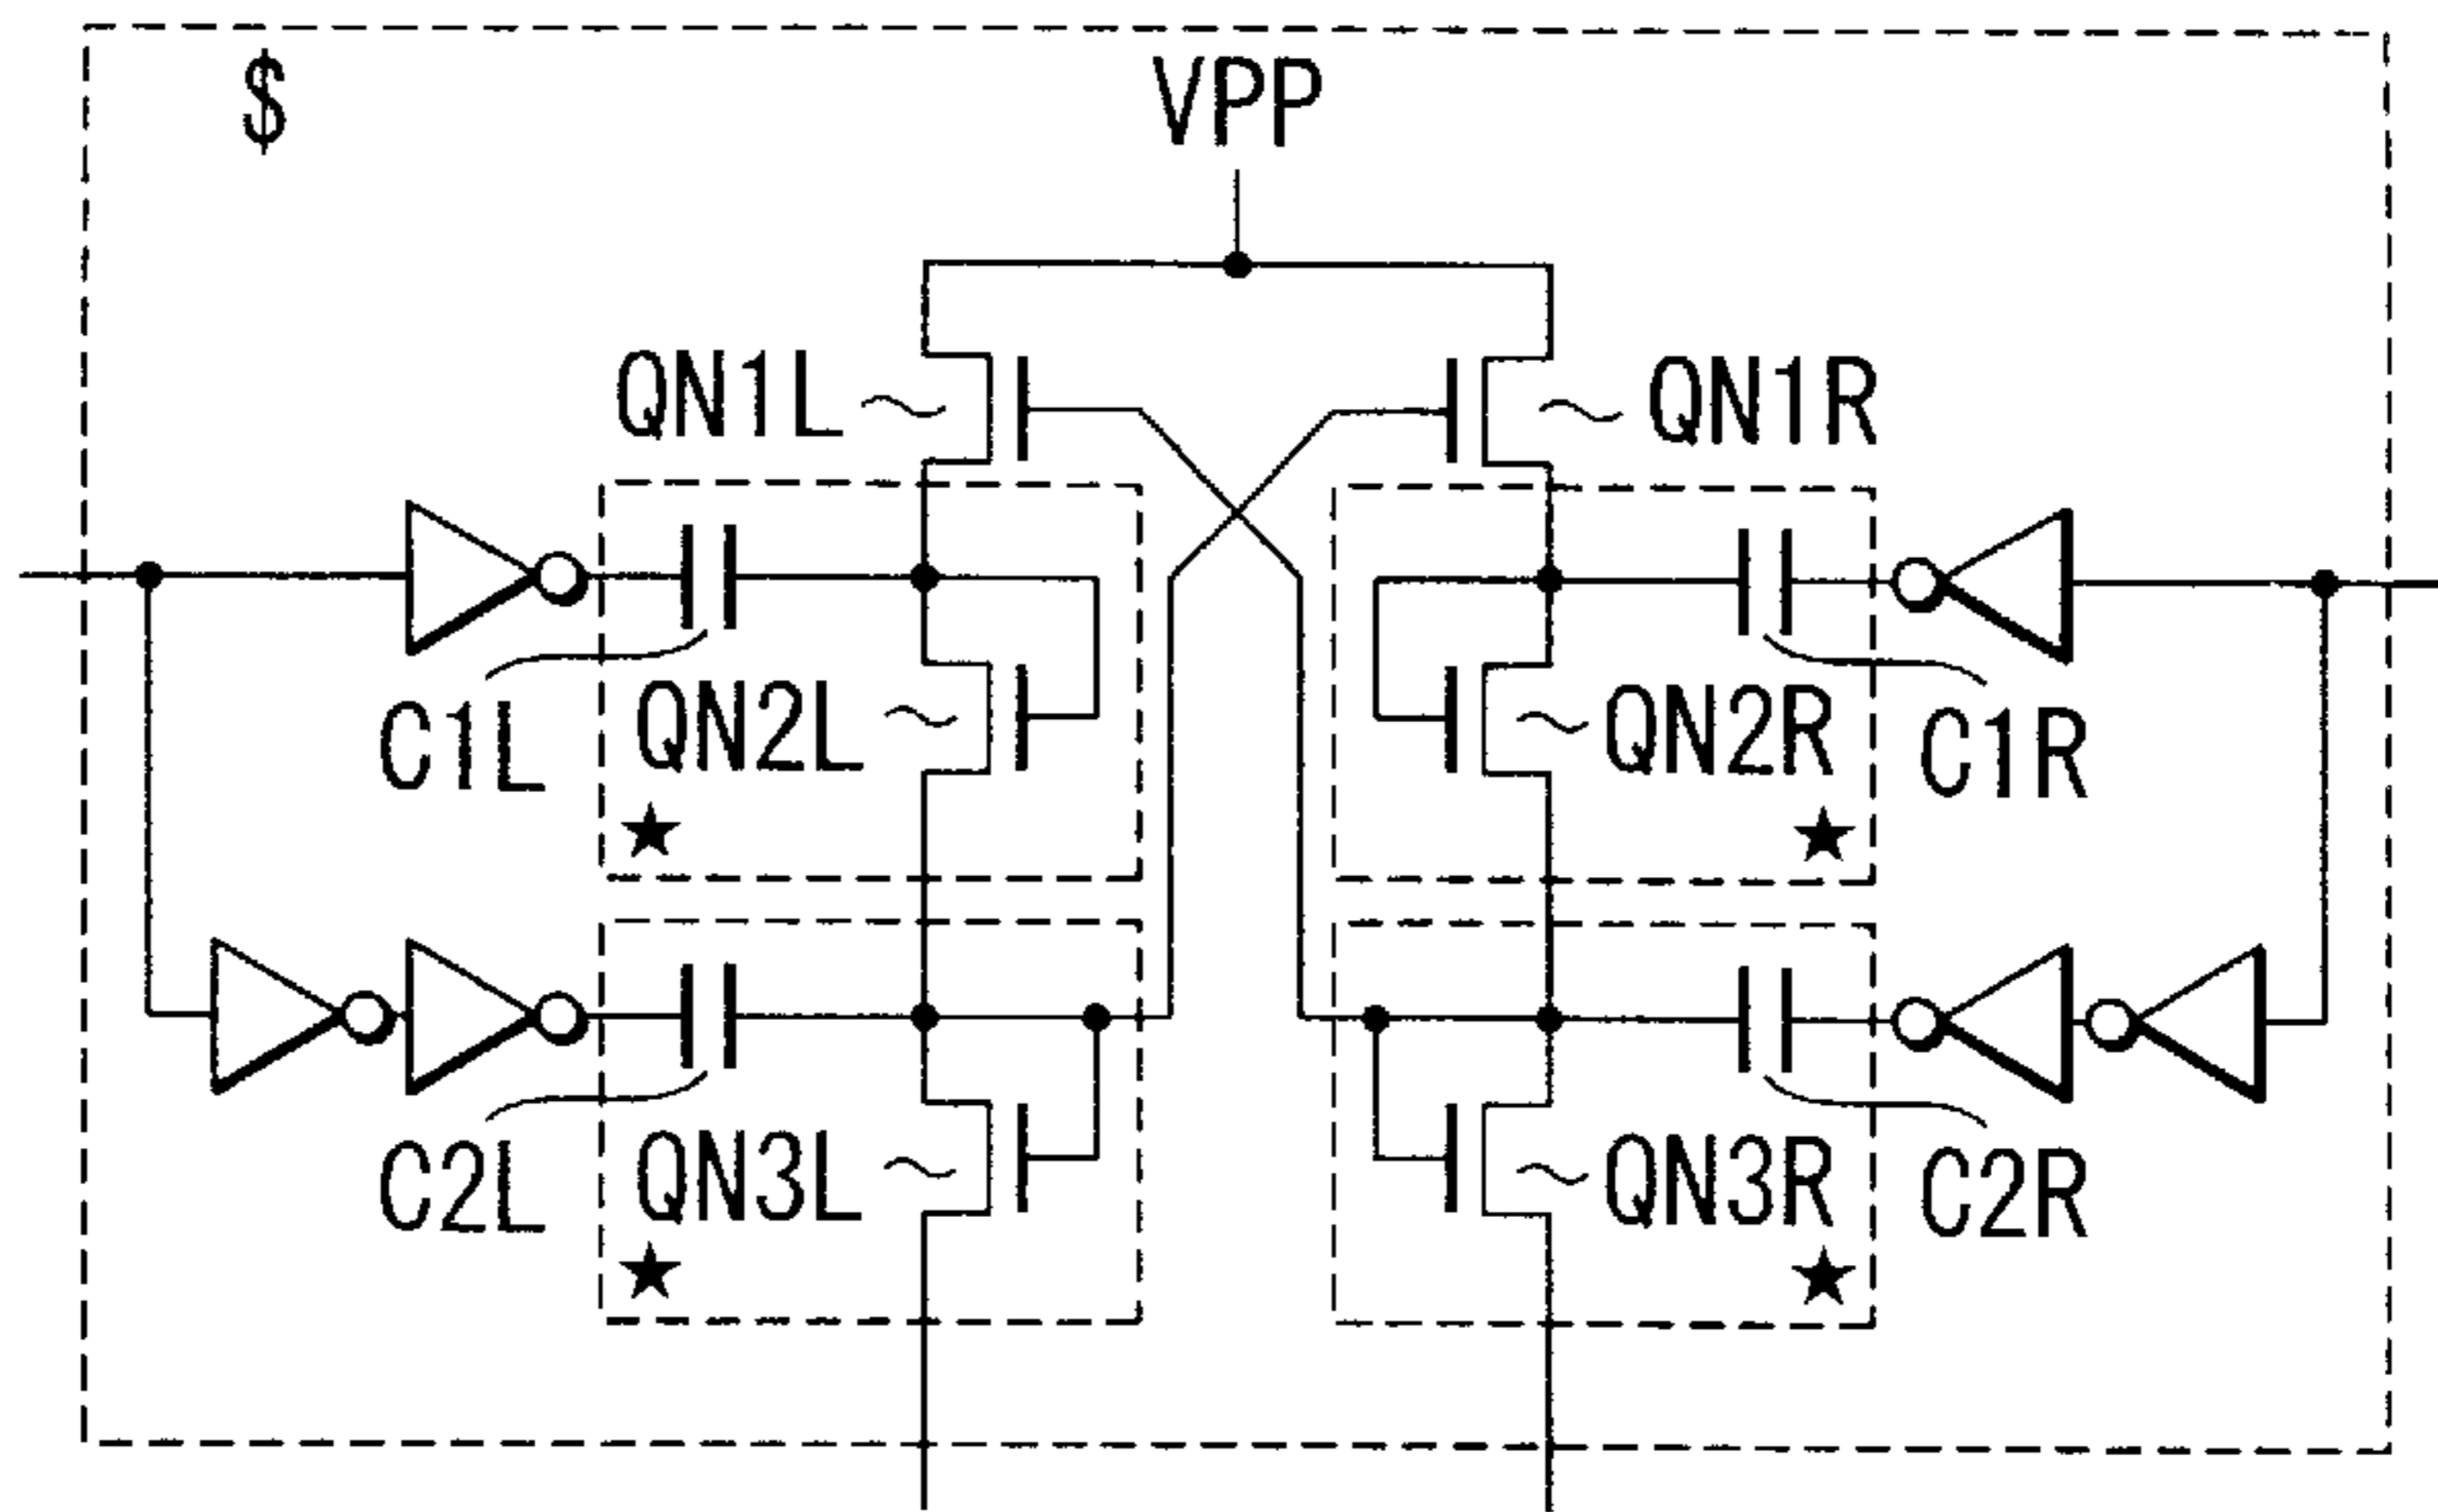 $
VPP
QN1L
QN1R
C1L
QN2L
QN2R
C1R
★
★
C2L
QN3L
QN3R
C2R
★
★